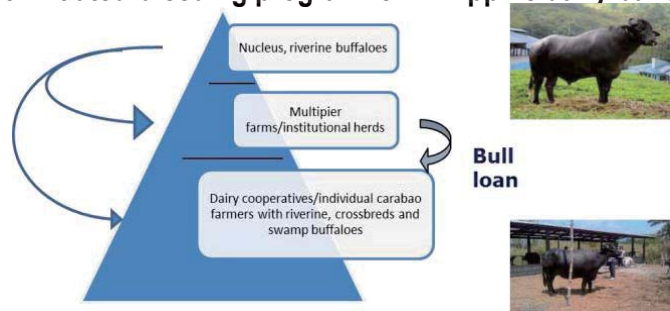 Nucleus, riverine buffaloes
Multipier
farms/institutional herds
Bull
loan
Dairy cooperatives/individual carabao
farmers with riverine, crossbreds and
swamp buffaloes